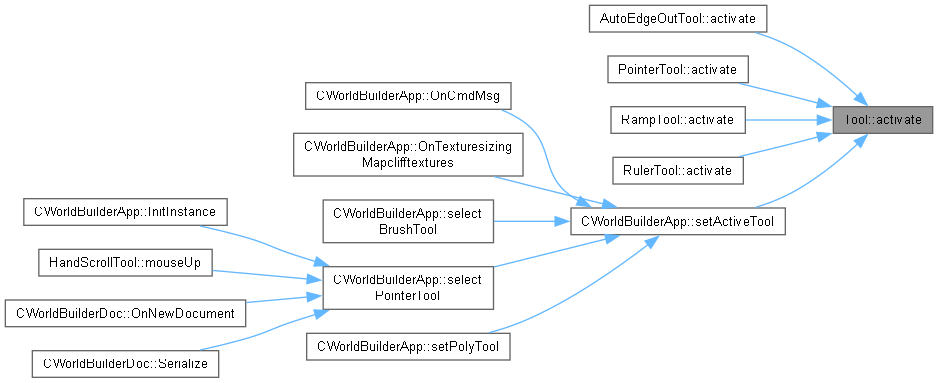 AutoEdgeOutTool::activate
PointerTool::activate
RampTool::activate
RulerTool::activate
Tool::activate
CWorldBuilderApp::OnCmdMsg
CWorldBuilderApp::OnTexturesizing
Mapclifftextures
CWorldBuilderApp::select
BrushTool
CWorldBuilderApp::setActiveTool
CWorldBuilderApp::InitInstance
HandScrollTool::mouseUp
CWorldBuilderDoc::OnNewDocument
CWorldBuilderDoc::Serialize
CWorldBuilderApp::select
PointerTool
CWorldBuilderApp::setPolyTool